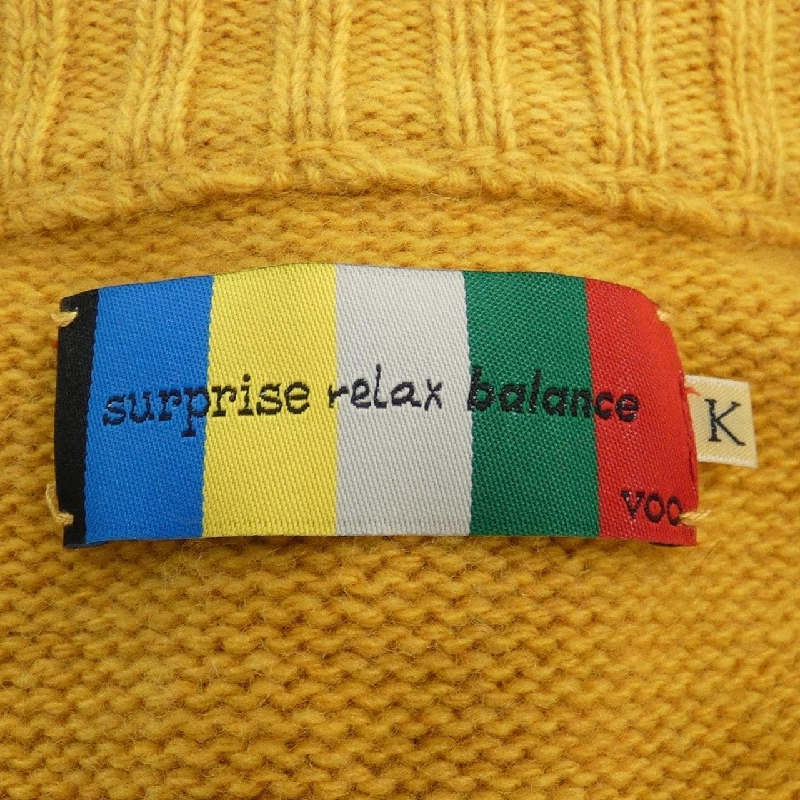 surprise relax balance
K
voo